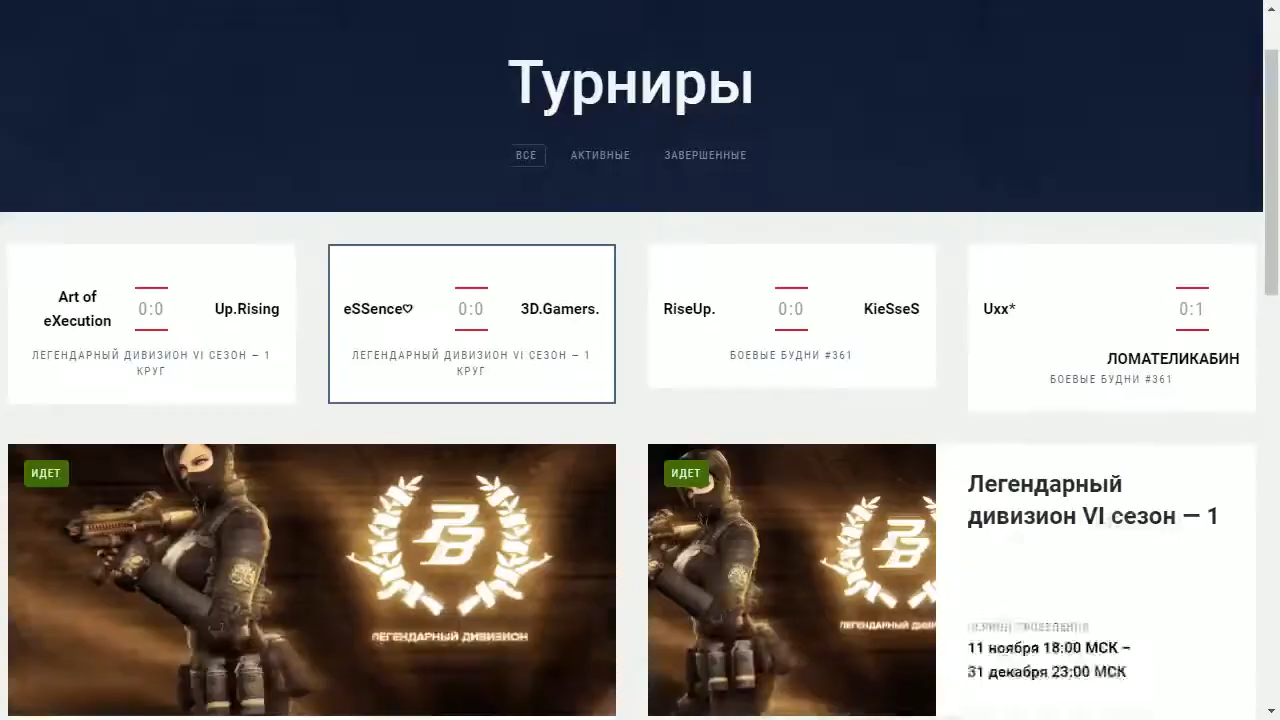 Турниры
ВСЕ АКТИВНЫЕ ЗАВЕРШЕННЫЕ
Art of
eXecution
0:0
Up.Rising
ЛЕГЕНДАРНЫЙ ДИВИЗИОН VI СЕЗОН — 1
КРУГ
eSSence♡
0:0
3D.Gamers.
ЛЕГЕНДАРНЫЙ ДИВИЗИОН VI СЕЗОН — 1
КРУГ
RiseUp.
0:0
KieSseS
БОЕВЫЕ БУДНИ #361
Uxx*
0:1
ЛОМАТЕЛИКАБИН
БОЕВЫЕ БУДНИ #361
ИДЕТ
PB
ЛЕГЕНДАРНЫЙ ДИВИЗИОН
ИДЕТ
PB
ЛЕГЕНДАРНЫЙ ДИВИ
Легендарный
дивизион VI сезон — 1
11 ноября 18:00 МСК –
31 декабря 23:00 МСК